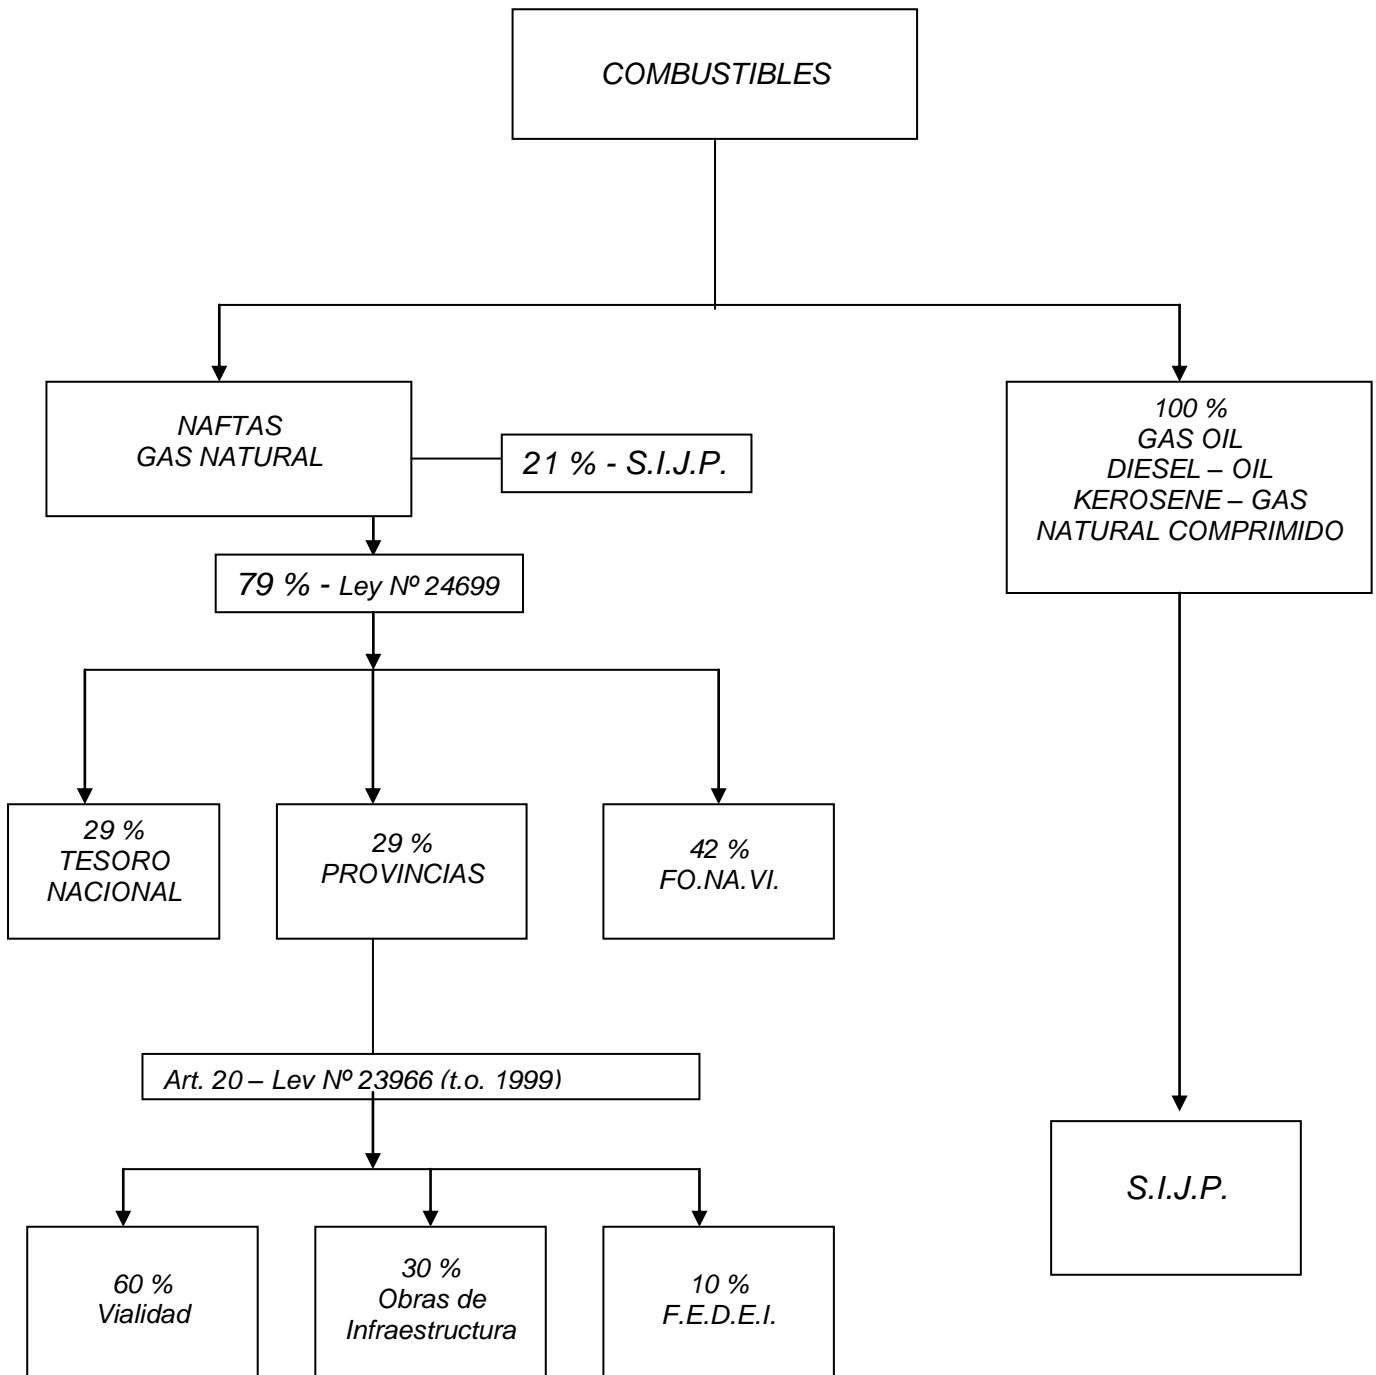 COMBUSTIBLES
NAFTAS
GAS NATURAL
21 % - S.I.J.P.
100 %
GAS OIL
DIESEL – OIL
KEROSENE – GAS
NATURAL COMPRIMIDO
79 % - Ley Nº 24699
29 %
TESORO
NACIONAL
29 %
PROVINCIAS
42 %
FO.NA.VI.
Art. 20 – Ley Nº 23966 (t.o. 1999)
S.I.J.P.
60 %
Vialidad
30 %
Obras de
Infraestructura
10 %
F.E.D.E.I.